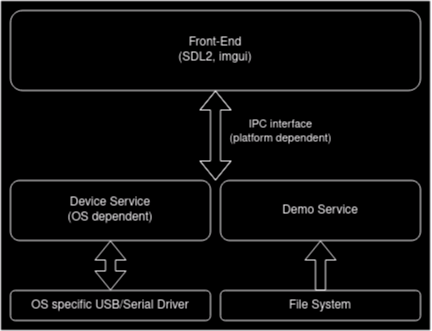 Front-End
(SDL2, imgui)
IPC interface
(platform dependent)
Device Service
(OS dependent)
Demo Service
OS specific USB/Serial Driver
File System